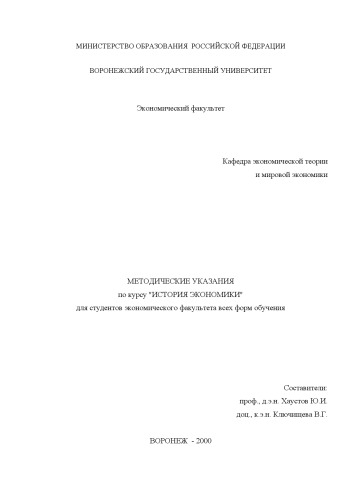 МИНИСТЕРСТВО ОБРАЗОВАНИЯ РОССИЙСКОЙ ФЕДЕРАЦИИ
ВОРОНЕЖСКИЙ ГОСУДАРСТВЕННЫЙ УНИВЕРСИТЕТ
Экономический факультет
Кафедра экономической теории
и мировой экономики
МЕТОДИЧЕСКИЕ УКАЗАНИЯ
по курсу "ИСТОРИЯ ЭКОНОМИКИ"
для студентов экономического факультета всех форм обучения
Составители:
проф., д.э.н. Хаустов Ю.И.
доц., к.э.н. Ключищева В.Г.
ВОРОНЕЖ - 2000